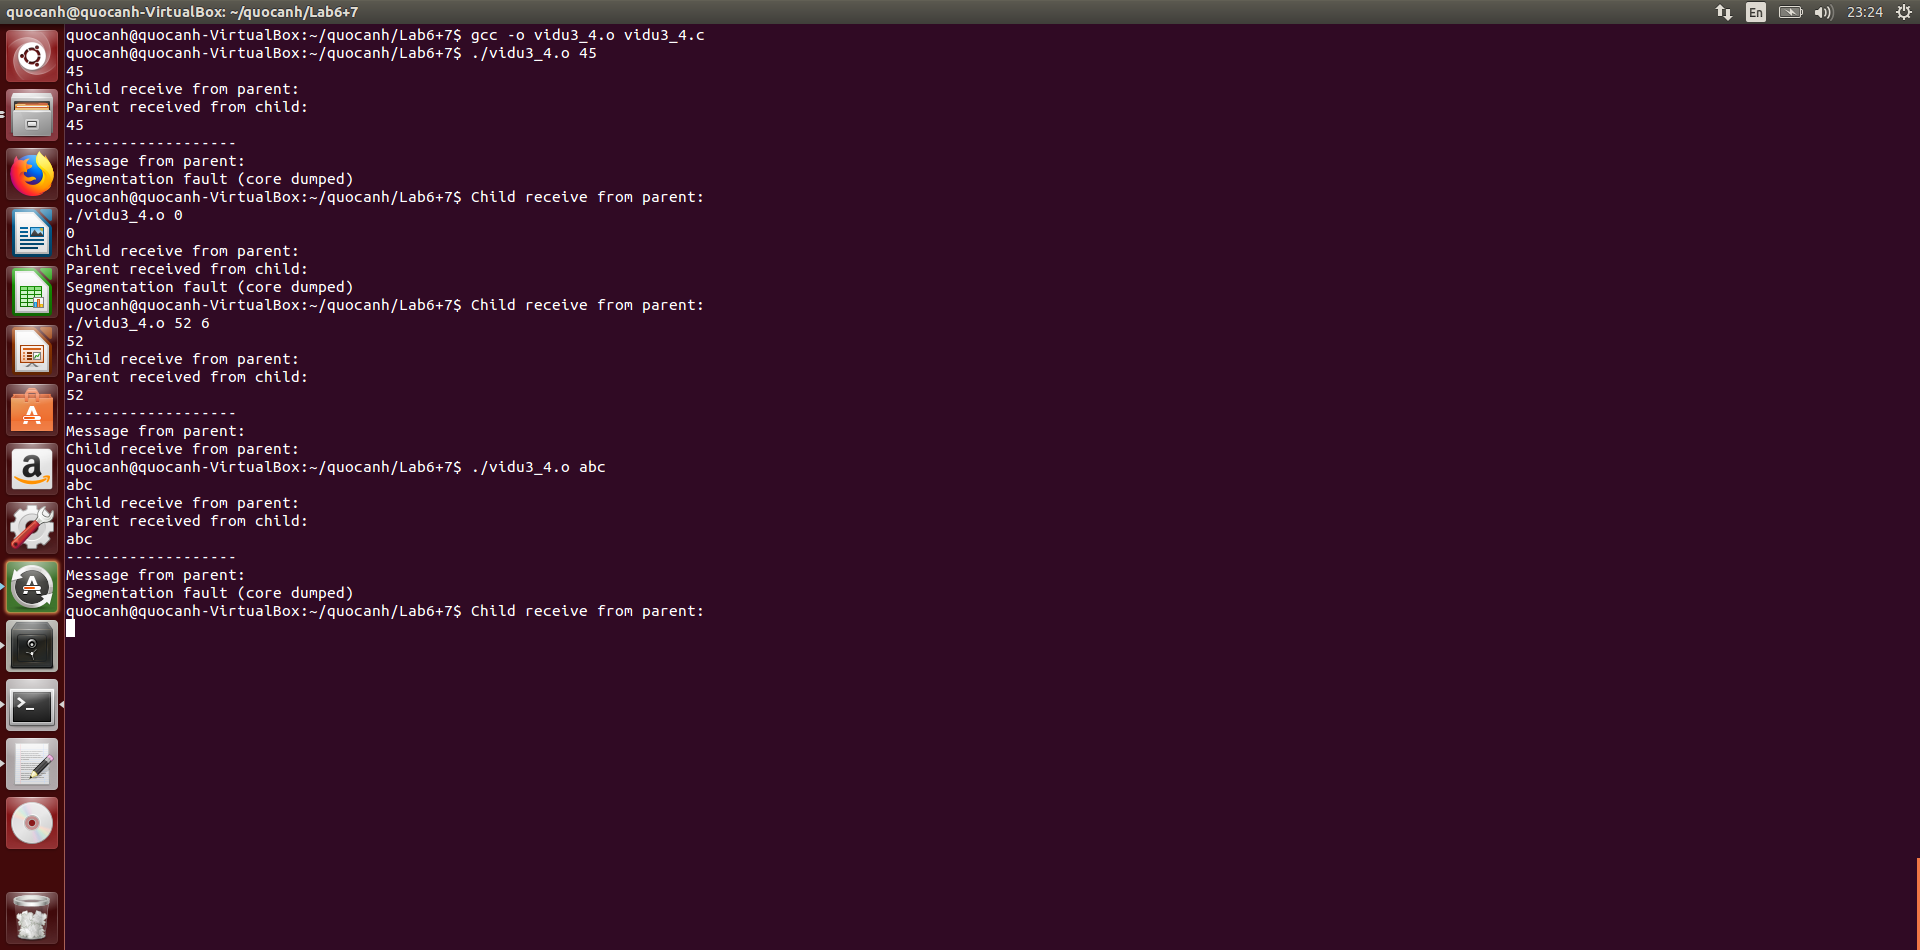 quocanh@quocanh-VirtualBox: ~/quocanh/Lab6+7
En
23:24
quocanh@quocanh-VirtualBox:~/quocanh/Lab6+7$ gcc -o vidu3_4.o vidu3_4.c
quocanh@quocanh-VirtualBox:~/quocanh/Lab6+7$ ./vidu3_4.o 45
45
Child receive from parent:
Parent received from child:
45
-------------------
Message from parent:
Segmentation fault (core dumped)
quocanh@quocanh-VirtualBox:~/quocanh/Lab6+7$ Child receive from parent:
./vidu3_4.o 0
0
Child receive from parent:
Parent received from child:
Segmentation fault (core dumped)
quocanh@quocanh-VirtualBox:~/quocanh/Lab6+7$ Child receive from parent:
./vidu3_4.o 52 6
52
Child receive from parent:
Parent received from child:
52
-------------------
Message from parent:
Child receive from parent:
quocanh@quocanh-VirtualBox:~/quocanh/Lab6+7$ ./vidu3_4.o abc
abc
Child receive from parent:
Parent received from child:
abc
-------------------
Message from parent:
Segmentation fault (core dumped)
quocanh@quocanh-VirtualBox:~/quocanh/Lab6+7$ Child receive from parent: